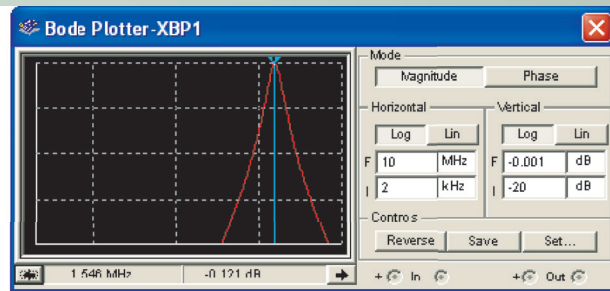 Bode Plotter-XBP1
Mode
Magnitude Phase
Horizontal Vertical
Log Lin Log Lin
F 10 MHz F -0.001 dB
I 2 kHz I -20 dB
Controls
Reverse Save Set...
1.546 MHz -0.121 dB + In + Out